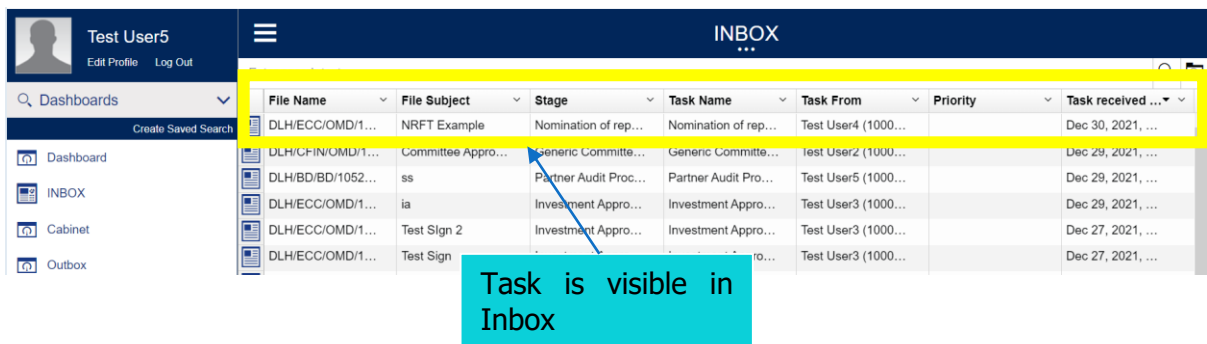 Test User5
Edit Profile Log Out
INBOX
Dashboards
Create Saved Search
Dashboard
INBOX
Cabinet
Outbox
File Name File Subject Stage Task Name Task From Priority Task received ...
DLH/ECC/OMD/1... NRFT Example Nomination of rep... Nomination of rep... Test User4 (1000... Dec 30, 2021, ...
DLH/CFIN/OMD/1... Committee Appro... Generic Committe... Generic Committe... Test User2 (1000... Dec 29, 2021, ...
DLH/BD/BD/1052... ss Partner Audit Proc... Partner Audit Pro... Test User5 (1000... Dec 29, 2021, ...
DLH/ECC/OMD/1... ia Investment Appro... Investment Appro... Test User3 (1000... Dec 29, 2021, ...
DLH/ECC/OMD/1... Test SIgn 2 Investment Appro... Investment Appro... Test User3 (1000... Dec 27, 2021, ...
DLH/ECC/OMD/1... Test Sign Test User3 (1000... Dec 27, 2021, ...
Task is visible in
Inbox